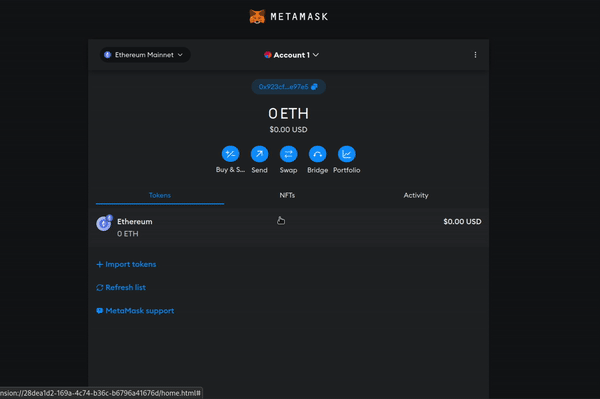 METAMASK
Ethereum Mainnet
Account 1
0x923cf...e97e5
0 ETH
$0.00 USD
Buy & S... Send Swap Bridge Portfolio
Tokens NFTs Activity
Ethereum $0.00 USD
0 ETH
+ Import tokens
Refresh list
MetaMask support
nsion://28dea1d2-169a-4c74-b36c-b6796a41676d/home.html#